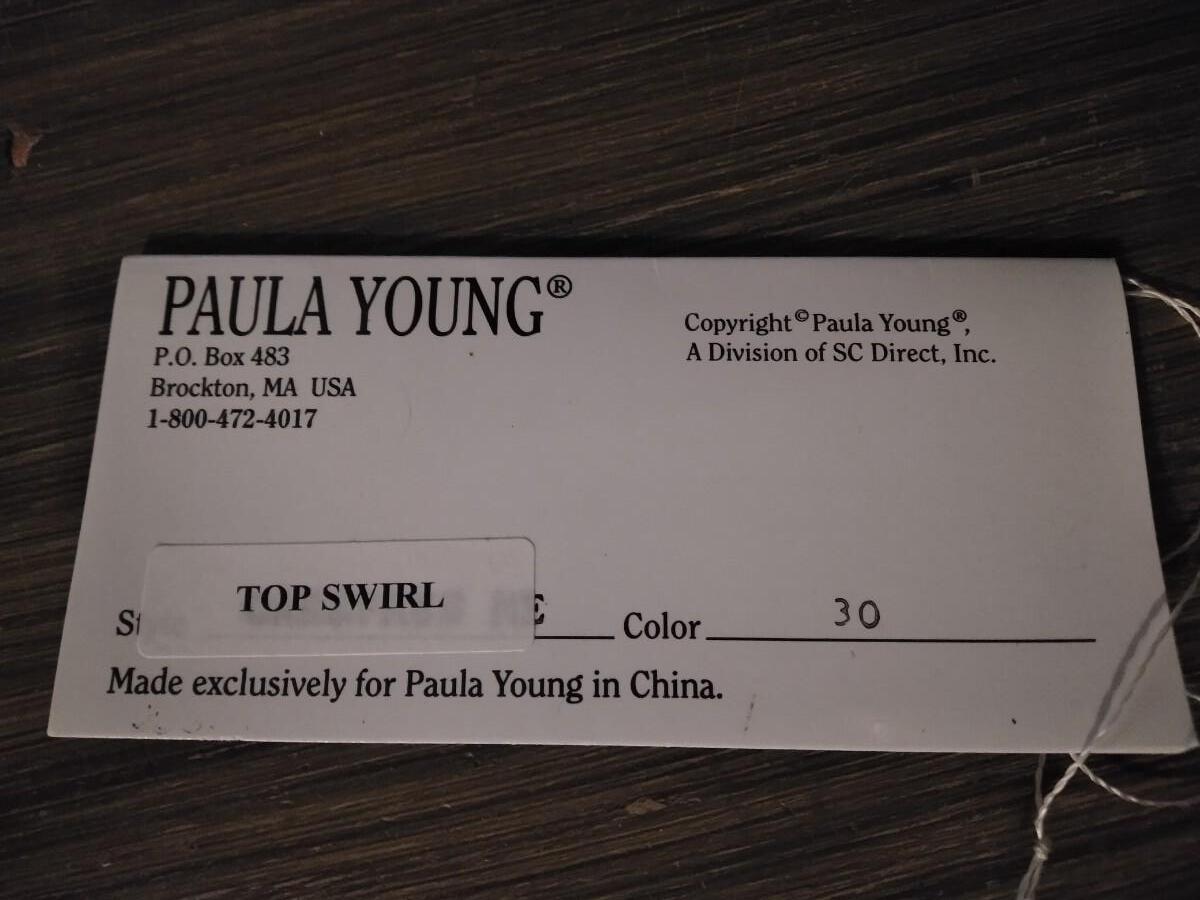 PAULA YOUNG®
P.O. Box 483
Brockton, MA USA
1-800-472-4017
Copyright © Paula Young®,
A Division of SC Direct, Inc.
TOP SWIRL
Color 30
Made exclusively for Paula Young in China.